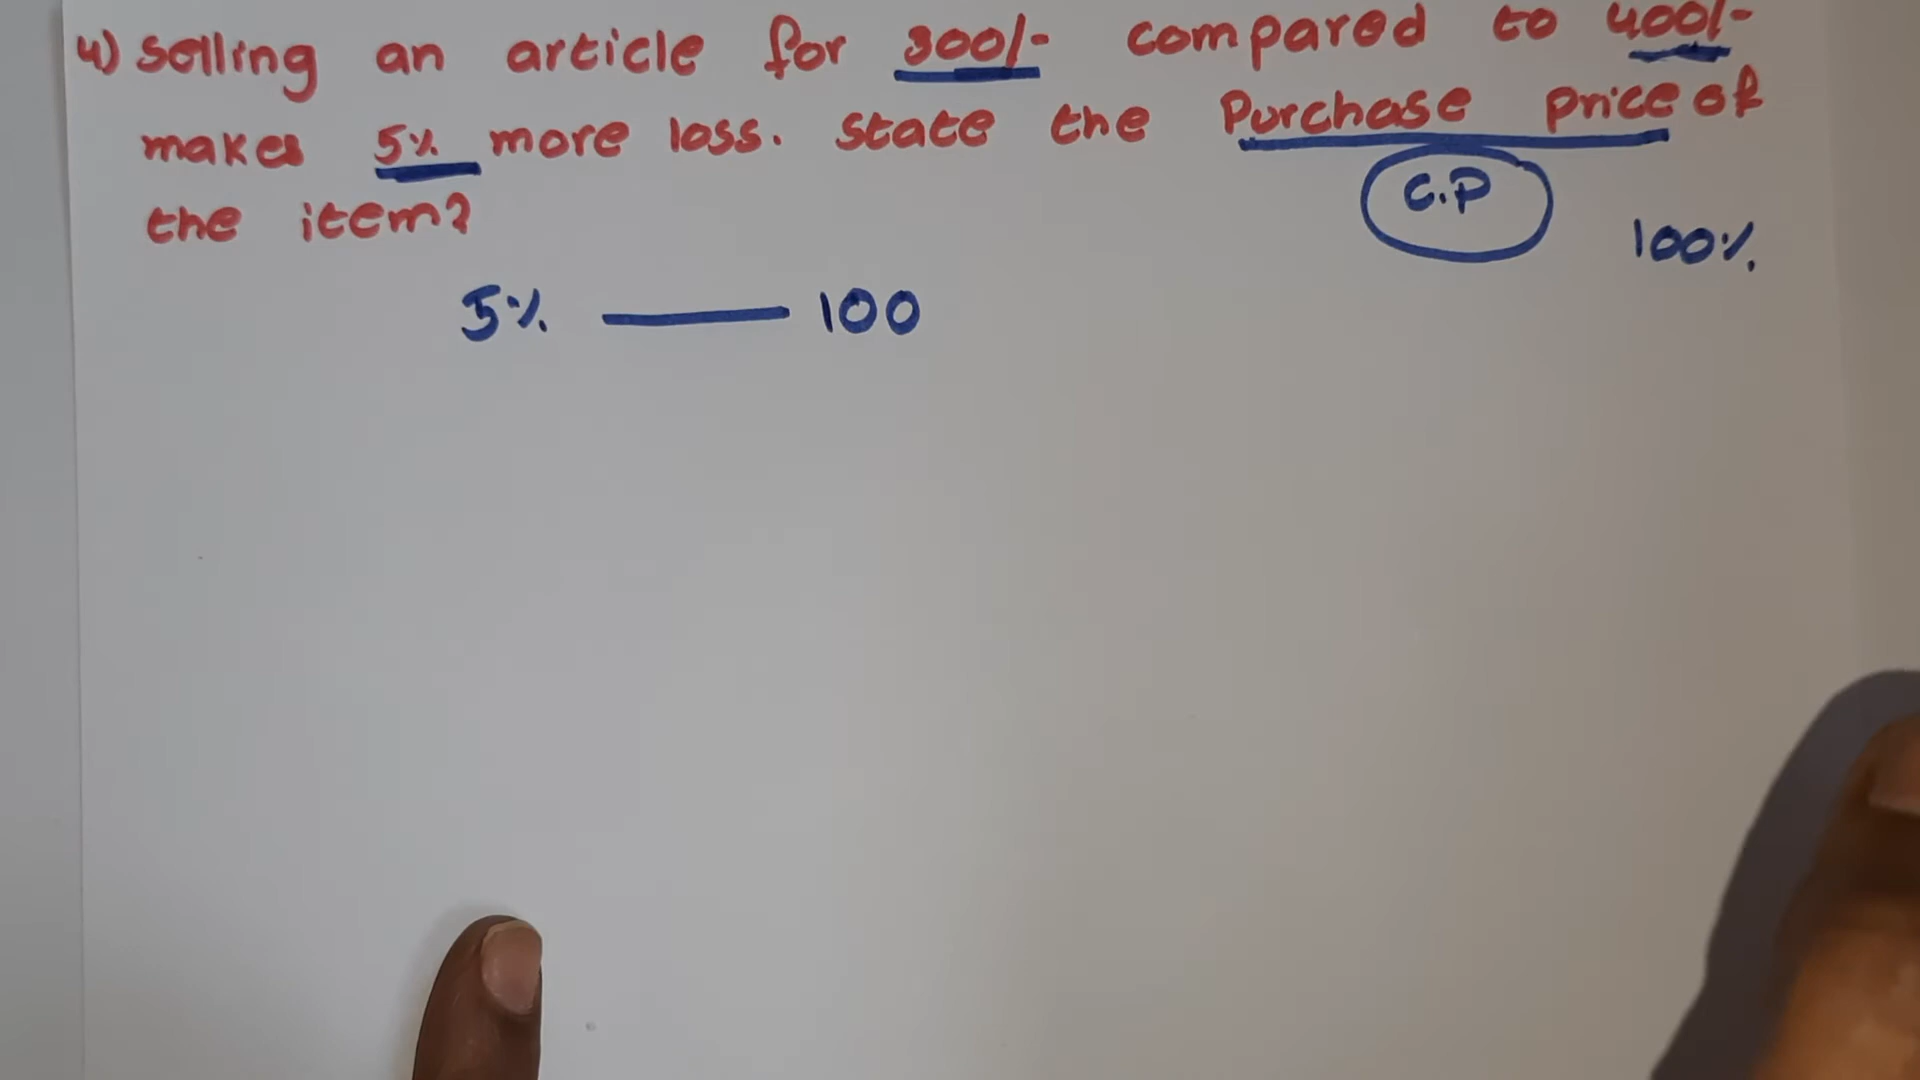 4) Selling an article for 300/- compared to 400/-
makes 5% more loss. State the Purchase price of
C.P
the item?
100%
5% — 100